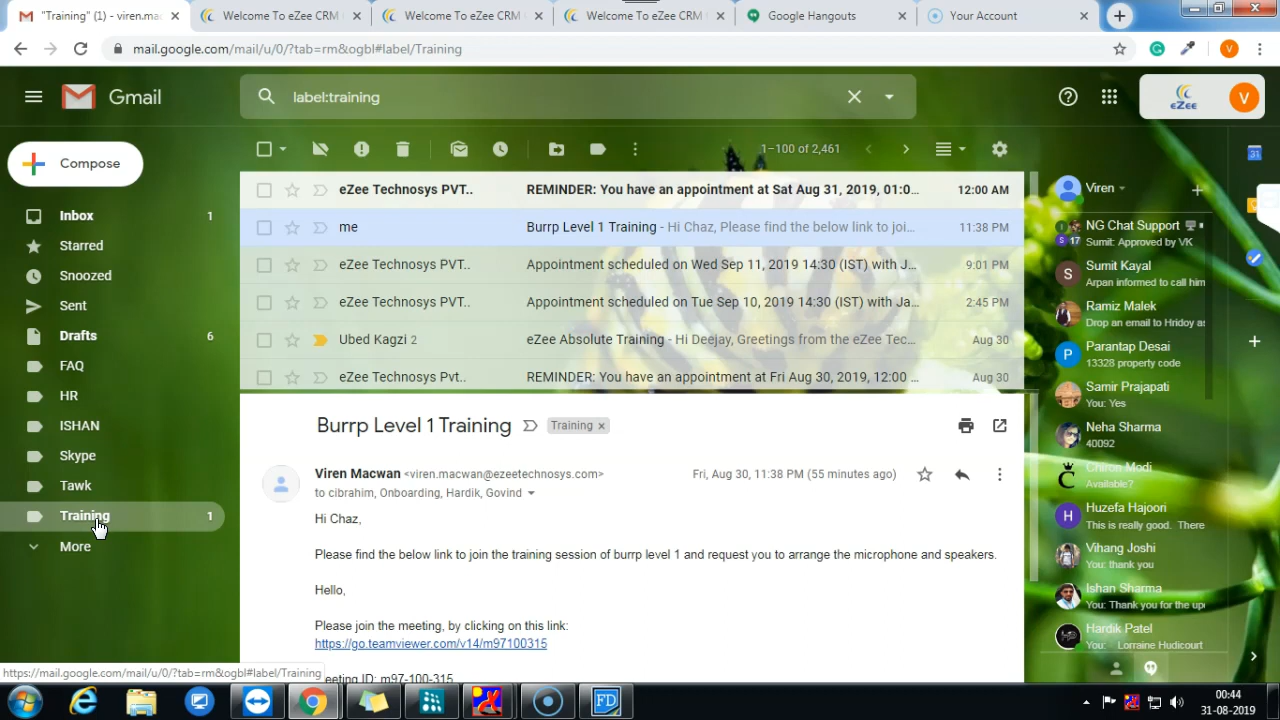 "Training" (1) - viren.ma
Welcome To eZee CRM
Welcome To eZee CRM
Welcome To eZee CRM
Google Hangouts
Your Account
mail.google.com/mail/u/0/?tab=rm&ogbl#label/Training
V
Gmail
label:training
eZee
V
Compose
1–100 of 2,461
31
Inbox 1
Starred
Snoozed
Sent
Drafts 6
FAQ
HR
ISHAN
Skype
Tawk
Training 1
More
eZee Technosys PVT.. REMINDER: You have an appointment at Sat Aug 31, 2019, 01:0... 12:00 AM
me Burrp Level 1 Training - Hi Chaz, Please find the below link to joi... 11:38 PM
eZee Technosys PVT.. Appointment scheduled on Wed Sep 11, 2019 14:30 (IST) with J... 9:01 PM
eZee Technosys PVT.. Appointment scheduled on Tue Sep 10, 2019 14:30 (IST) with Ja... 2:45 PM
Ubed Kagzi 2 eZee Absolute Training - Hi Deejay, Greetings from the eZee Tec... Aug 30
eZee Technosys Pvt.. REMINDER: You have an appointment at Fri Aug 30, 2019, 12:00 ... Aug 30
Burrp Level 1 Training Training x
Viren Macwan <viren.macwan@ezeetechnosys.com> Fri, Aug 30, 11:38 PM (55 minutes ago)
to cibrahim, Onboarding, Hardik, Govind
Hi Chaz,
Please find the below link to join the training session of burrp level 1 and request you to arrange the microphone and speakers.
Hello,
Please join the meeting, by clicking on this link:
https://go.teamviewer.com/v14/m97100315
Meeting ID: m97-100-315
Viren
NG Chat Support
S 17 Sumit: Approved by VK
S Sumit Kayal
Arpan informed to call him
Ramiz Malek
Drop an email to Hridoy as
P Parantap Desai
13328 property code
Samir Prajapati
You: Yes
Neha Sharma
40092
Chiron Modi
Available?
H Huzefa Hajoori
This is really good. There
Vihang Joshi
You: thank you
Ishan Sharma
You: Thank you for the up
Hardik Patel
You: Lorraine Hudicourt
https://mail.google.com/mail/u/0/?tab=rm&ogbl#label/Training
FD
00:44
31-08-2019